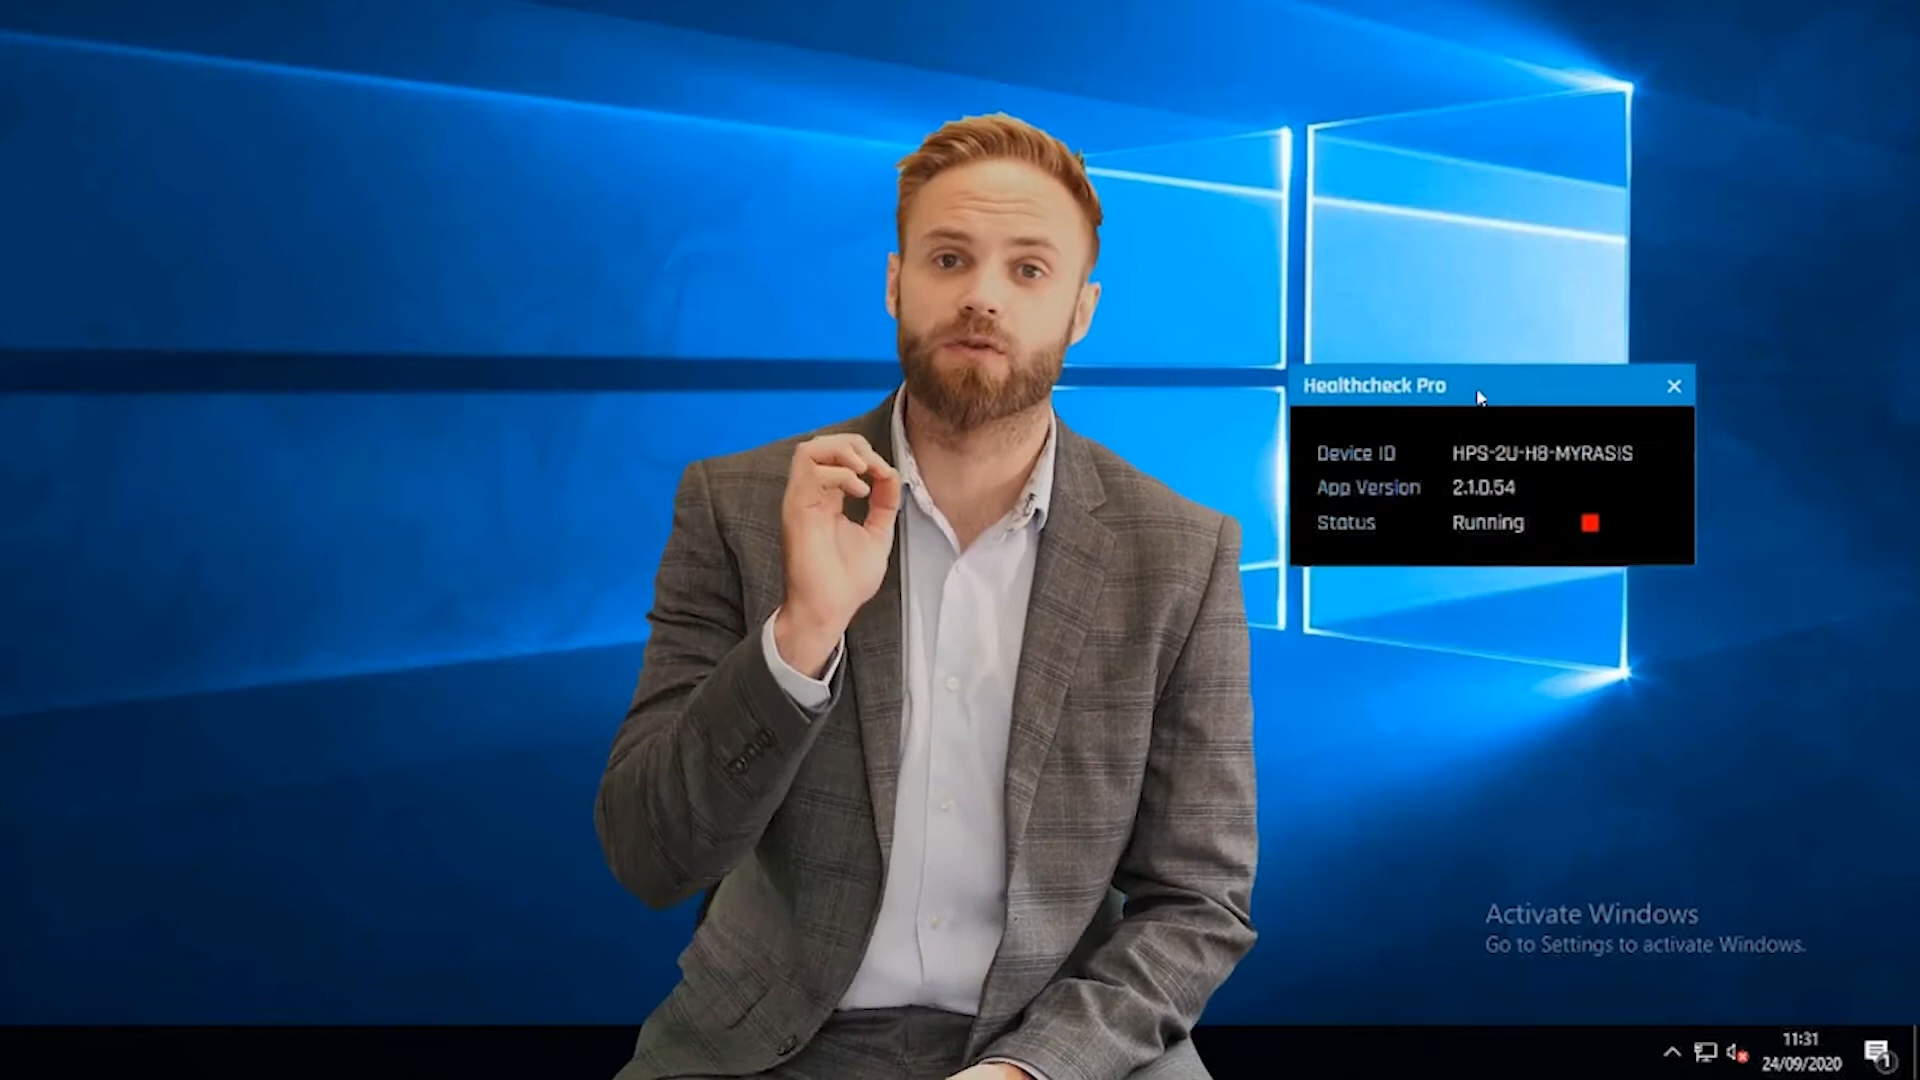 Healthcheck Pro
Device ID HPS-2U-H8-MYRASIS
App Version 2.1.0.54
Status Running
Activate Windows
Go to Settings to activate Windows.
11:31
24/09/2020
1